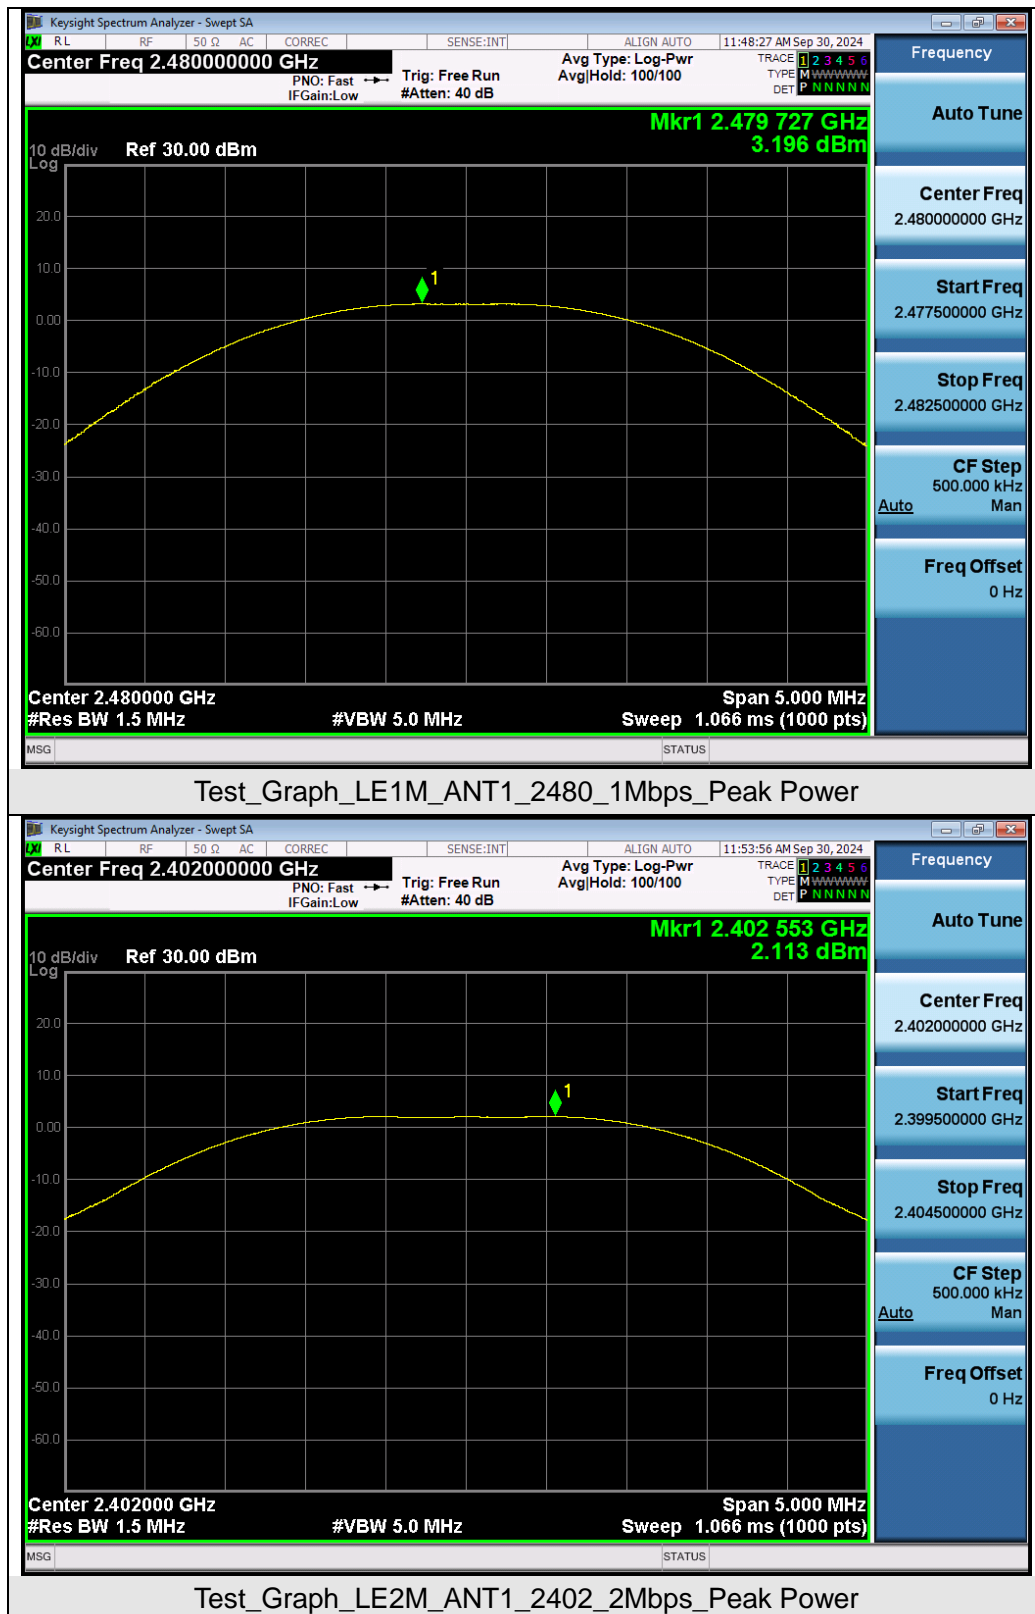 Keysight Spectrum Analyzer - Swept SA
LXI RL RF 50 Ω AC CORREC SENSE:INT ALIGN AUTO 11:48:27 AM Sep 30, 2024
Center Freq 2.480000000 GHz
PNO: Fast
IFGain:Low
Trig: Free Run
#Atten: 40 dB
Avg Type: Log-Pwr
Avg|Hold: 100/100
TRACE 1 2 3 4 5 6
TYPE M W W W W W
DET P N N N N N
Mkr1 2.479 727 GHz
3.196 dBm
10 dB/div Ref 30.00 dBm
Log
20.0
10.0
1
0.00
-10.0
-20.0
-30.0
-40.0
-50.0
-60.0
Center 2.480000 GHz Span 5.000 MHz
#Res BW 1.5 MHz #VBW 5.0 MHz Sweep 1.066 ms (1000 pts)
MSG STATUS
Frequency
Auto Tune
Center Freq
2.480000000 GHz
Start Freq
2.477500000 GHz
Stop Freq
2.482500000 GHz
CF Step
500.000 kHz
Auto Man
Freq Offset
0 Hz
Test_Graph_LE1M_ANT1_2480_1Mbps_Peak Power
Keysight Spectrum Analyzer - Swept SA
LXI RL RF 50 Ω AC CORREC SENSE:INT ALIGN AUTO 11:53:56 AM Sep 30, 2024
Center Freq 2.402000000 GHz
PNO: Fast
IFGain:Low
Trig: Free Run
#Atten: 40 dB
Avg Type: Log-Pwr
Avg|Hold: 100/100
TRACE 1 2 3 4 5 6
TYPE M W W W W W
DET P N N N N N
Mkr1 2.402 553 GHz
2.113 dBm
10 dB/div Ref 30.00 dBm
Log
20.0
10.0
1
0.00
-10.0
-20.0
-30.0
-40.0
-50.0
-60.0
Center 2.402000 GHz Span 5.000 MHz
#Res BW 1.5 MHz #VBW 5.0 MHz Sweep 1.066 ms (1000 pts)
MSG STATUS
Frequency
Auto Tune
Center Freq
2.402000000 GHz
Start Freq
2.399500000 GHz
Stop Freq
2.404500000 GHz
CF Step
500.000 kHz
Auto Man
Freq Offset
0 Hz
Test_Graph_LE2M_ANT1_2402_2Mbps_Peak Power